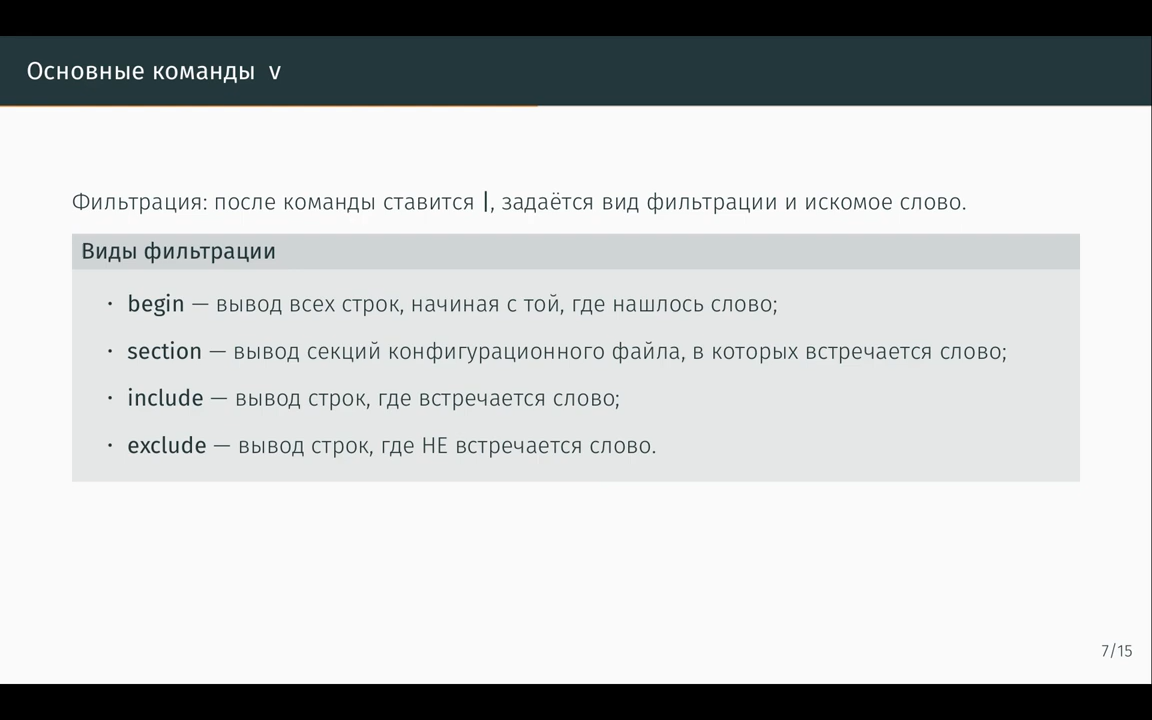 Основные команды v
Фильтрация: после команды ставится |, задаётся вид фильтрации и искомое слово.
Виды фильтрации
• begin — вывод всех строк, начиная с той, где нашлось слово;
• section — вывод секций конфигурационного файла, в которых встречается слово;
• include — вывод строк, где встречается слово;
• exclude — вывод строк, где НЕ встречается слово.
7/15